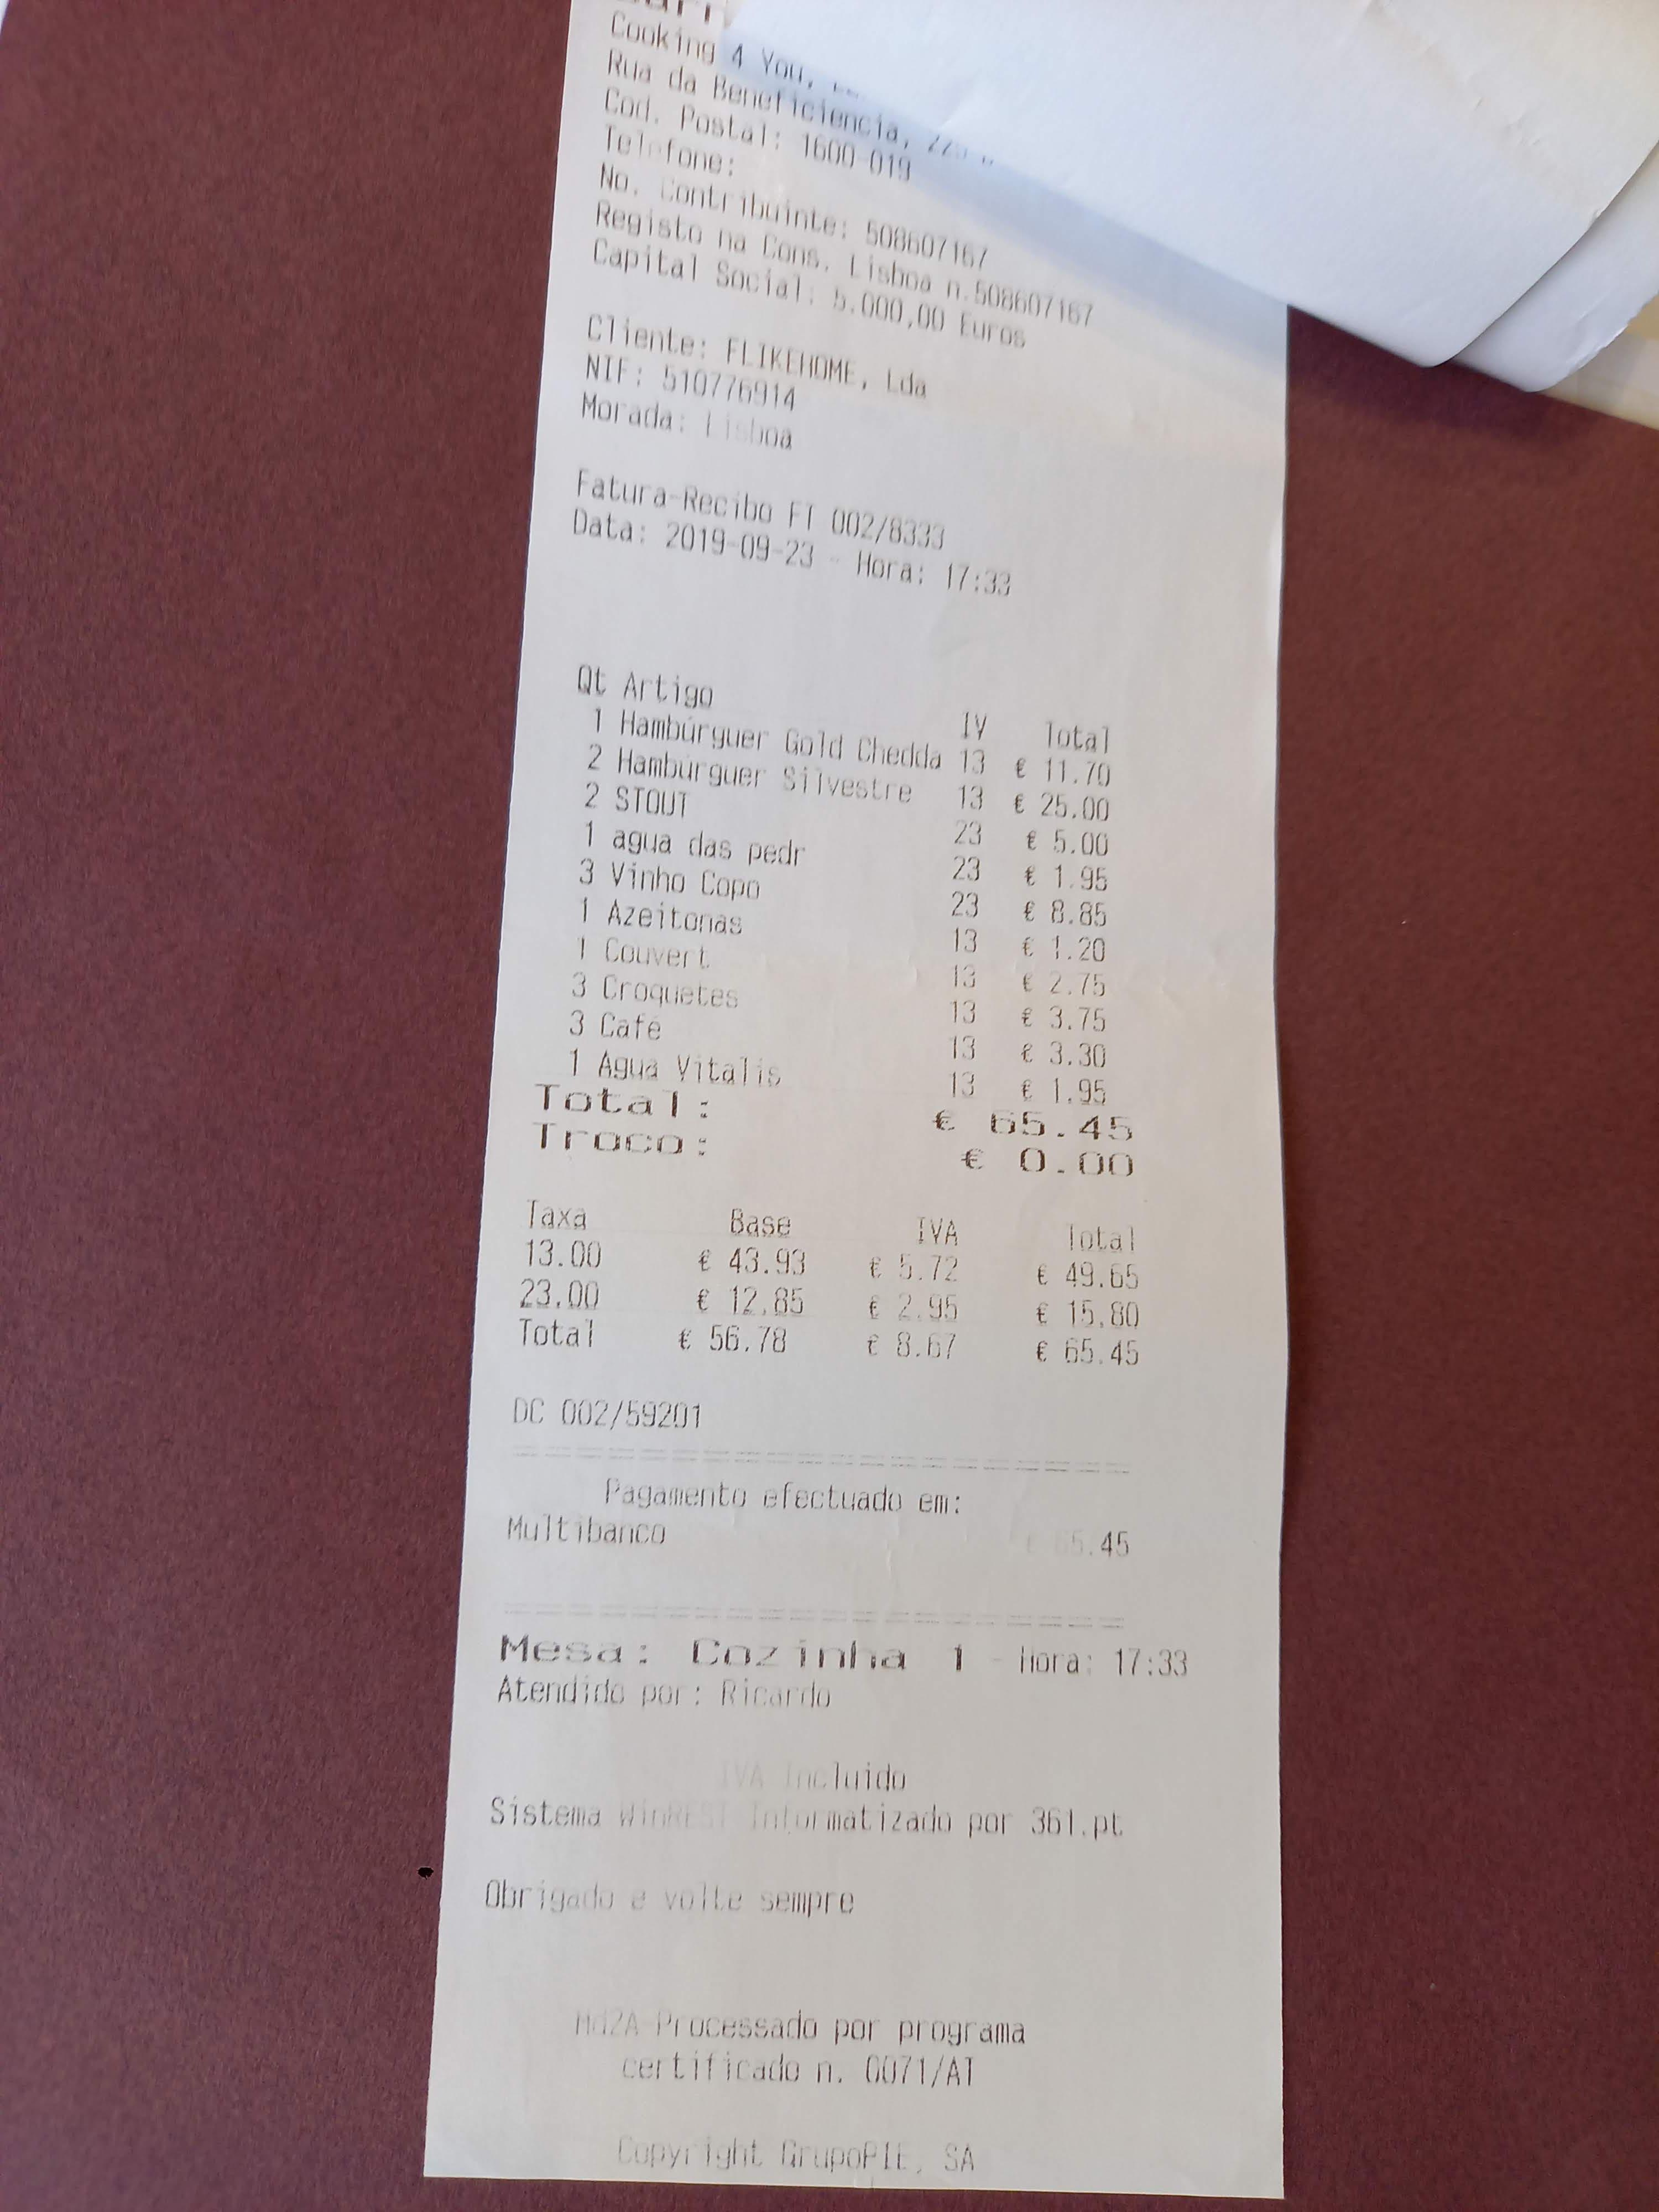 Cooking 4 You,
Rua da Beneficiencia,
Cod. Postal: 1600-019
Telefone:
No. Contribuinte: 508607167
Registo na Cons. Lisboa n.508607167
Capital Social: 5.000,00 Euros
Cliente: FLIKEHOME, Lda
NIF: 510776914
Morada: Lisboa
Fatura-Recibo FT 002/8333
Data: 2019-09-23 - Hora: 17:33
Qt Artigo IV Total
1 Hambúrguer Gold Chedda 13 € 11.70
2 Hambúrguer Silvestre 13 € 25.00
2 STOUT 23 € 5.00
1 agua das pedr 23 € 1.95
3 Vinho Copo 23 € 8.85
1 Azeitonas 13 € 1.20
1 Couvert 13 € 2.75
3 Croquetes 13 € 3.75
3 Café 13 € 3.30
1 Agua Vitalis 13 € 1.95
Total: € 65.45
Troco: € 0.00
Taxa Base IVA Total
13.00 € 43.93 € 5.72 € 49.65
23.00 € 12.85 € 2.95 € 15.80
Total € 56.78 € 8.67 € 65.45
DC 002/59201
Pagamento efectuado em:
Multibanco € 65.45
Mesa: Cozinha 1 - Hora: 17:33
Atendido por: Ricardo
IVA Incluido
Sistema WinREST Informatizado por 361.pt
Obrigado e volte sempre
Processado por programa
certificado n. 0071/AT
Copyright GrupoPIE, SA